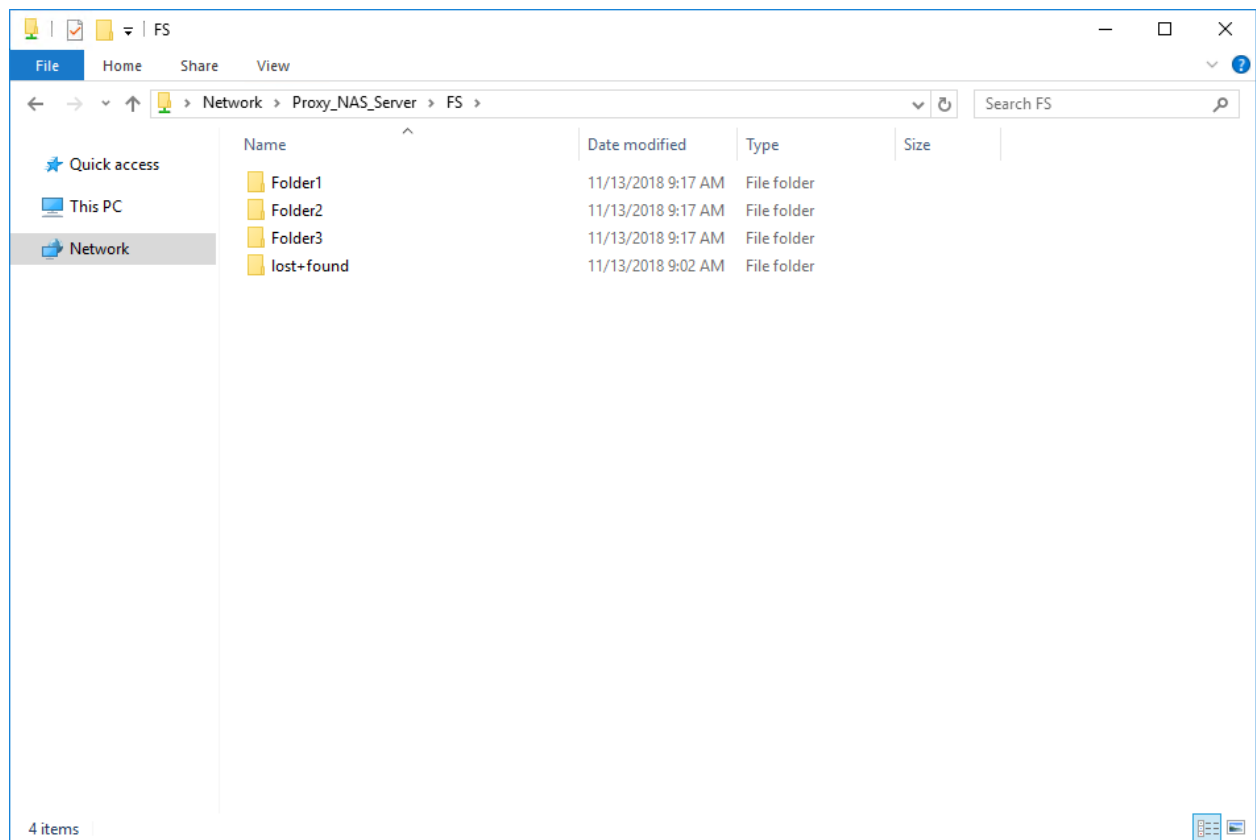 FS
File Home Share View
Network Proxy_NAS_Server FS Search FS
Name Date modified Type Size
Quick access
This PC
Network
Folder1 11/13/2018 9:17 AM File folder
Folder2 11/13/2018 9:17 AM File folder
Folder3 11/13/2018 9:17 AM File folder
lost+found 11/13/2018 9:02 AM File folder
4 items